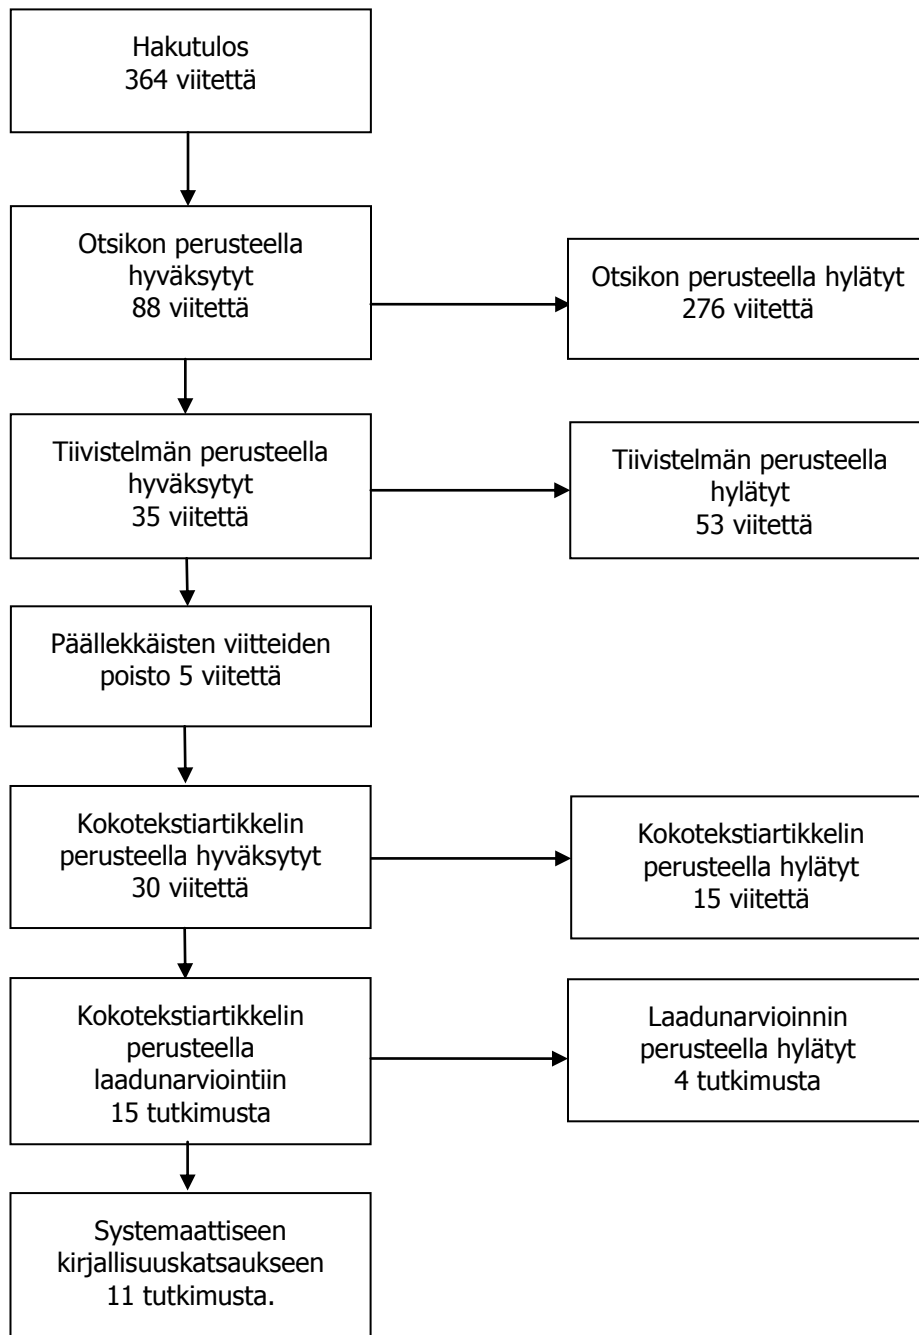 Hakutulos
364 viitettä
Otsikon perusteella
hyväksytyt
88 viitettä
Otsikon perusteella hylätyt
276 viitettä
Tiivistelmän perusteella
hyväksytyt
35 viitettä
Tiivistelmän perusteella
hylätyt
53 viitettä
Päällekkäisten viitteiden
poisto 5 viitettä
Kokotekstiartikkelin
perusteella hyväksytyt
30 viitettä
Kokotekstiartikkelin
perusteella hylätyt
15 viitettä
Kokotekstiartikkelin
perusteella
laadunarviointiin
15 tutkimusta
Laadunarvioinnin
perusteella hylätyt
4 tutkimusta
Systemaattiseen
kirjallisuuskatsaukseen
11 tutkimusta.